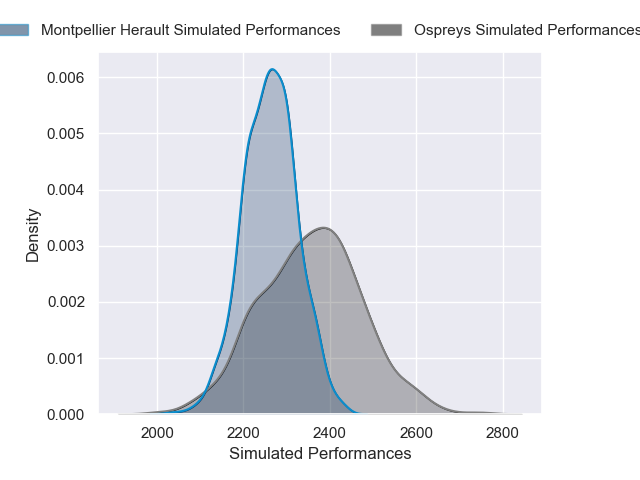 Montpellier Herault Simulated Performances
Ospreys Simulated Performances
0.006
0.005
0.004
0.003
0.002
0.001
0.000
Density
2000 2200 2400 2600 2800
Simulated Performances